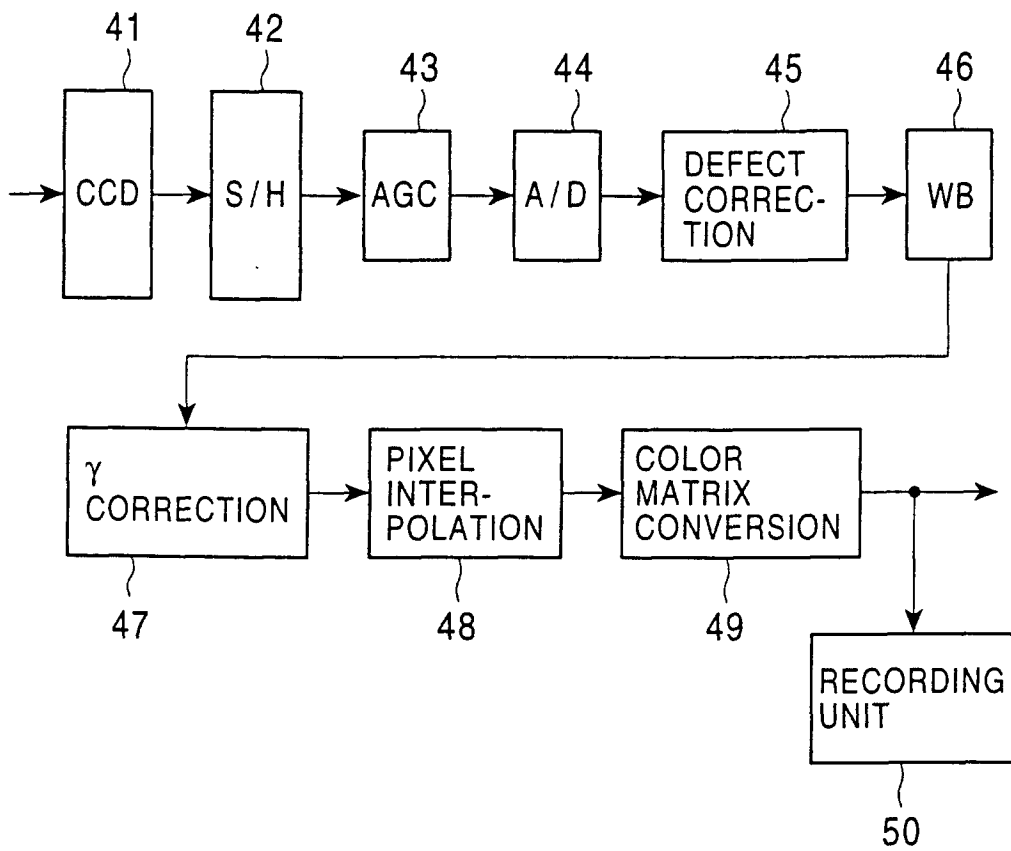 41
42
43
44
45
46
CCD
S/H
AGC
A/D
DEFECT
CORREC-
TION
WB
γ
CORRECTION
PIXEL
INTER-
POLATION
COLOR
MATRIX
CONVERSION
47
48
49
RECORDING
UNIT
50